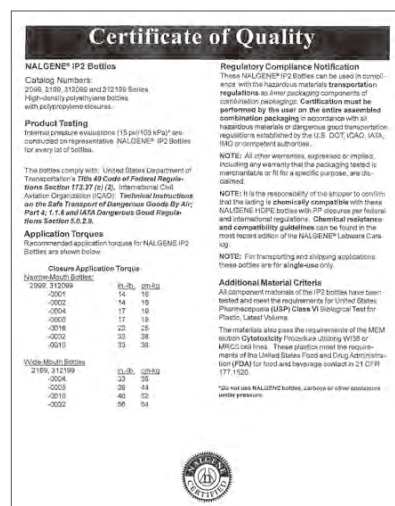 Certificate of Quality
NALGENE® IP2 Bottles
Catalog Numbers:
2099, 2199, 312099 and 312199 Series
High-density polyethylene bottles
with polypropylene closures.
Product Testing
Internal pressure evaluations (15 psi/103 kPa)* are
conducted on representative NALGENE® IP2 Bottles
for every lot of bottles.
The bottles comply with: United States Department of
Transportation's Title 49 Code of Federal Regula-
tions Section 173.27 (c) (2), International Civil
Aviation Organization (ICAO): Technical Instructions
on the Safe Transport of Dangerous Goods By Air;
Part 4; 1.1.6 and IATA Dangerous Good Regula-
tions Section 5.0.2.9.
Application Torques
Recommended application torques for NALGENE IP2
Bottles are shown below
Closure Application Torque
Narrow-Mouth Bottles:
2099, 312099 in.-lb. cm-kg
-0001 14 16
-0002 14 16
-0004 17 19
-0008 17 19
-0016 22 25
-0032 33 38
-0010 33 38
Wide-Mouth Bottles
2199, 312199 in.-lb. cm-kg
-0004 33 38
-0008 38 44
-0016 40 52
-0032 56 64
Regulatory Compliance Notification
These NALGENE® IP2 Bottles can be used in compli-
ance with the hazardous materials transportation
regulations as inner packaging components of
combination packagings. Certification must be
performed by the user on the entire assembled
combination packaging in accordance with all
hazardous materials or dangerous good transportation
regulations established by the U.S. DOT, ICAO, IATA,
IMO or competent authorities.
NOTE: All other warranties, expressed or implied,
including any warranty that the packaging tested is
merchantable or fit for a specific purpose, are dis-
claimed.
NOTE: It is the responsibility of the shipper to confirm
that the lading is chemically compatible with these
NALGENE HDPE bottles with PP closures per federal
and international regulations. Chemical resistance
and compatibility guidelines can be found in the
most recent edition of the NALGENE® Labware Cata-
log.
NOTE: For transporting and shipping applications
these bottles are for single-use only.
Additional Material Criteria
All component materials of the IP2 bottles have been
tested and meet the requirements for United States
Pharmacopeia (USP) Class VI Biological Test for
Plastic, Latest Volume.
The materials also pass the requirements of the MEM
elution Cytotoxicity Procedure utilizing WI38 or
MRC5 cell lines. These plastics meet the require-
ments of the United States Food and Drug Administra-
tion (FDA) for food and beverage contact in 21 CFR
177.1520.
*Do not use NALGENE bottles, carboys or other containers
under pressure.
NALGENE
CERTIFIED